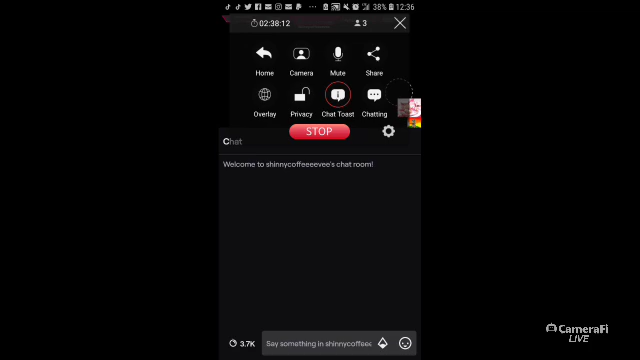 38% 12:36
02:38:12 3
Home Camera Mute Share
Overlay Privacy Chat Toast Chatting
STOP
Chat
Welcome to shinnycoffeeeevee's chat room!
3.7K Say something in shinnycoffee
CameraFi
LIVE